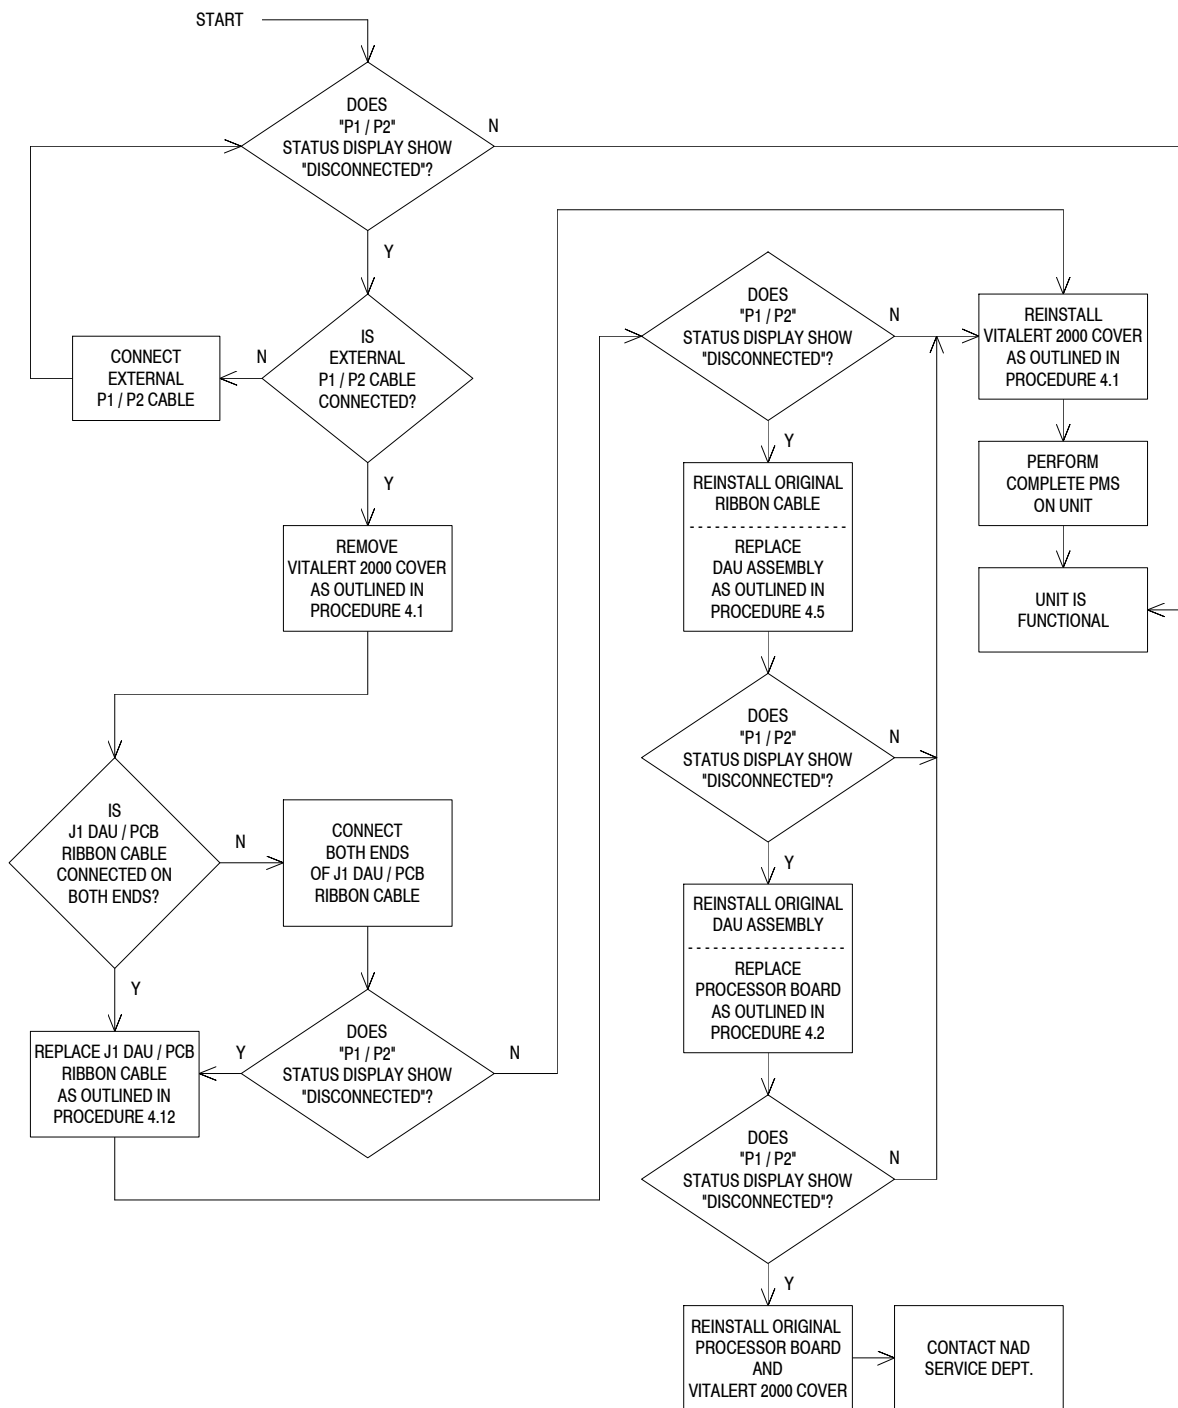 START
DOES
"P1 / P2"
STATUS DISPLAY SHOW
"DISCONNECTED"?
N
Y
IS
EXTERNAL
P1 / P2 CABLE
CONNECTED?
N
CONNECT
EXTERNAL
P1 / P2 CABLE
Y
REMOVE
VITALERT 2000 COVER
AS OUTLINED IN
PROCEDURE 4.1
IS
J1 DAU / PCB
RIBBON CABLE
CONNECTED ON
BOTH ENDS?
N
CONNECT
BOTH ENDS
OF J1 DAU / PCB
RIBBON CABLE
Y
REPLACE J1 DAU / PCB
RIBBON CABLE
AS OUTLINED IN
PROCEDURE 4.12
Y
DOES
"P1 / P2"
STATUS DISPLAY SHOW
"DISCONNECTED"?
N
DOES
"P1 / P2"
STATUS DISPLAY SHOW
"DISCONNECTED"?
N
Y
REINSTALL ORIGINAL
RIBBON CABLE
REPLACE
DAU ASSEMBLY
AS OUTLINED IN
PROCEDURE 4.5
DOES
"P1 / P2"
STATUS DISPLAY SHOW
"DISCONNECTED"?
N
Y
REINSTALL ORIGINAL
DAU ASSEMBLY
REPLACE
PROCESSOR BOARD
AS OUTLINED IN
PROCEDURE 4.2
DOES
"P1 / P2"
STATUS DISPLAY SHOW
"DISCONNECTED"?
N
Y
REINSTALL ORIGINAL
PROCESSOR BOARD
AND
VITALERT 2000 COVER
CONTACT NAD
SERVICE DEPT.
REINSTALL
VITALERT 2000 COVER
AS OUTLINED IN
PROCEDURE 4.1
PERFORM
COMPLETE PMS
ON UNIT
UNIT IS
FUNCTIONAL